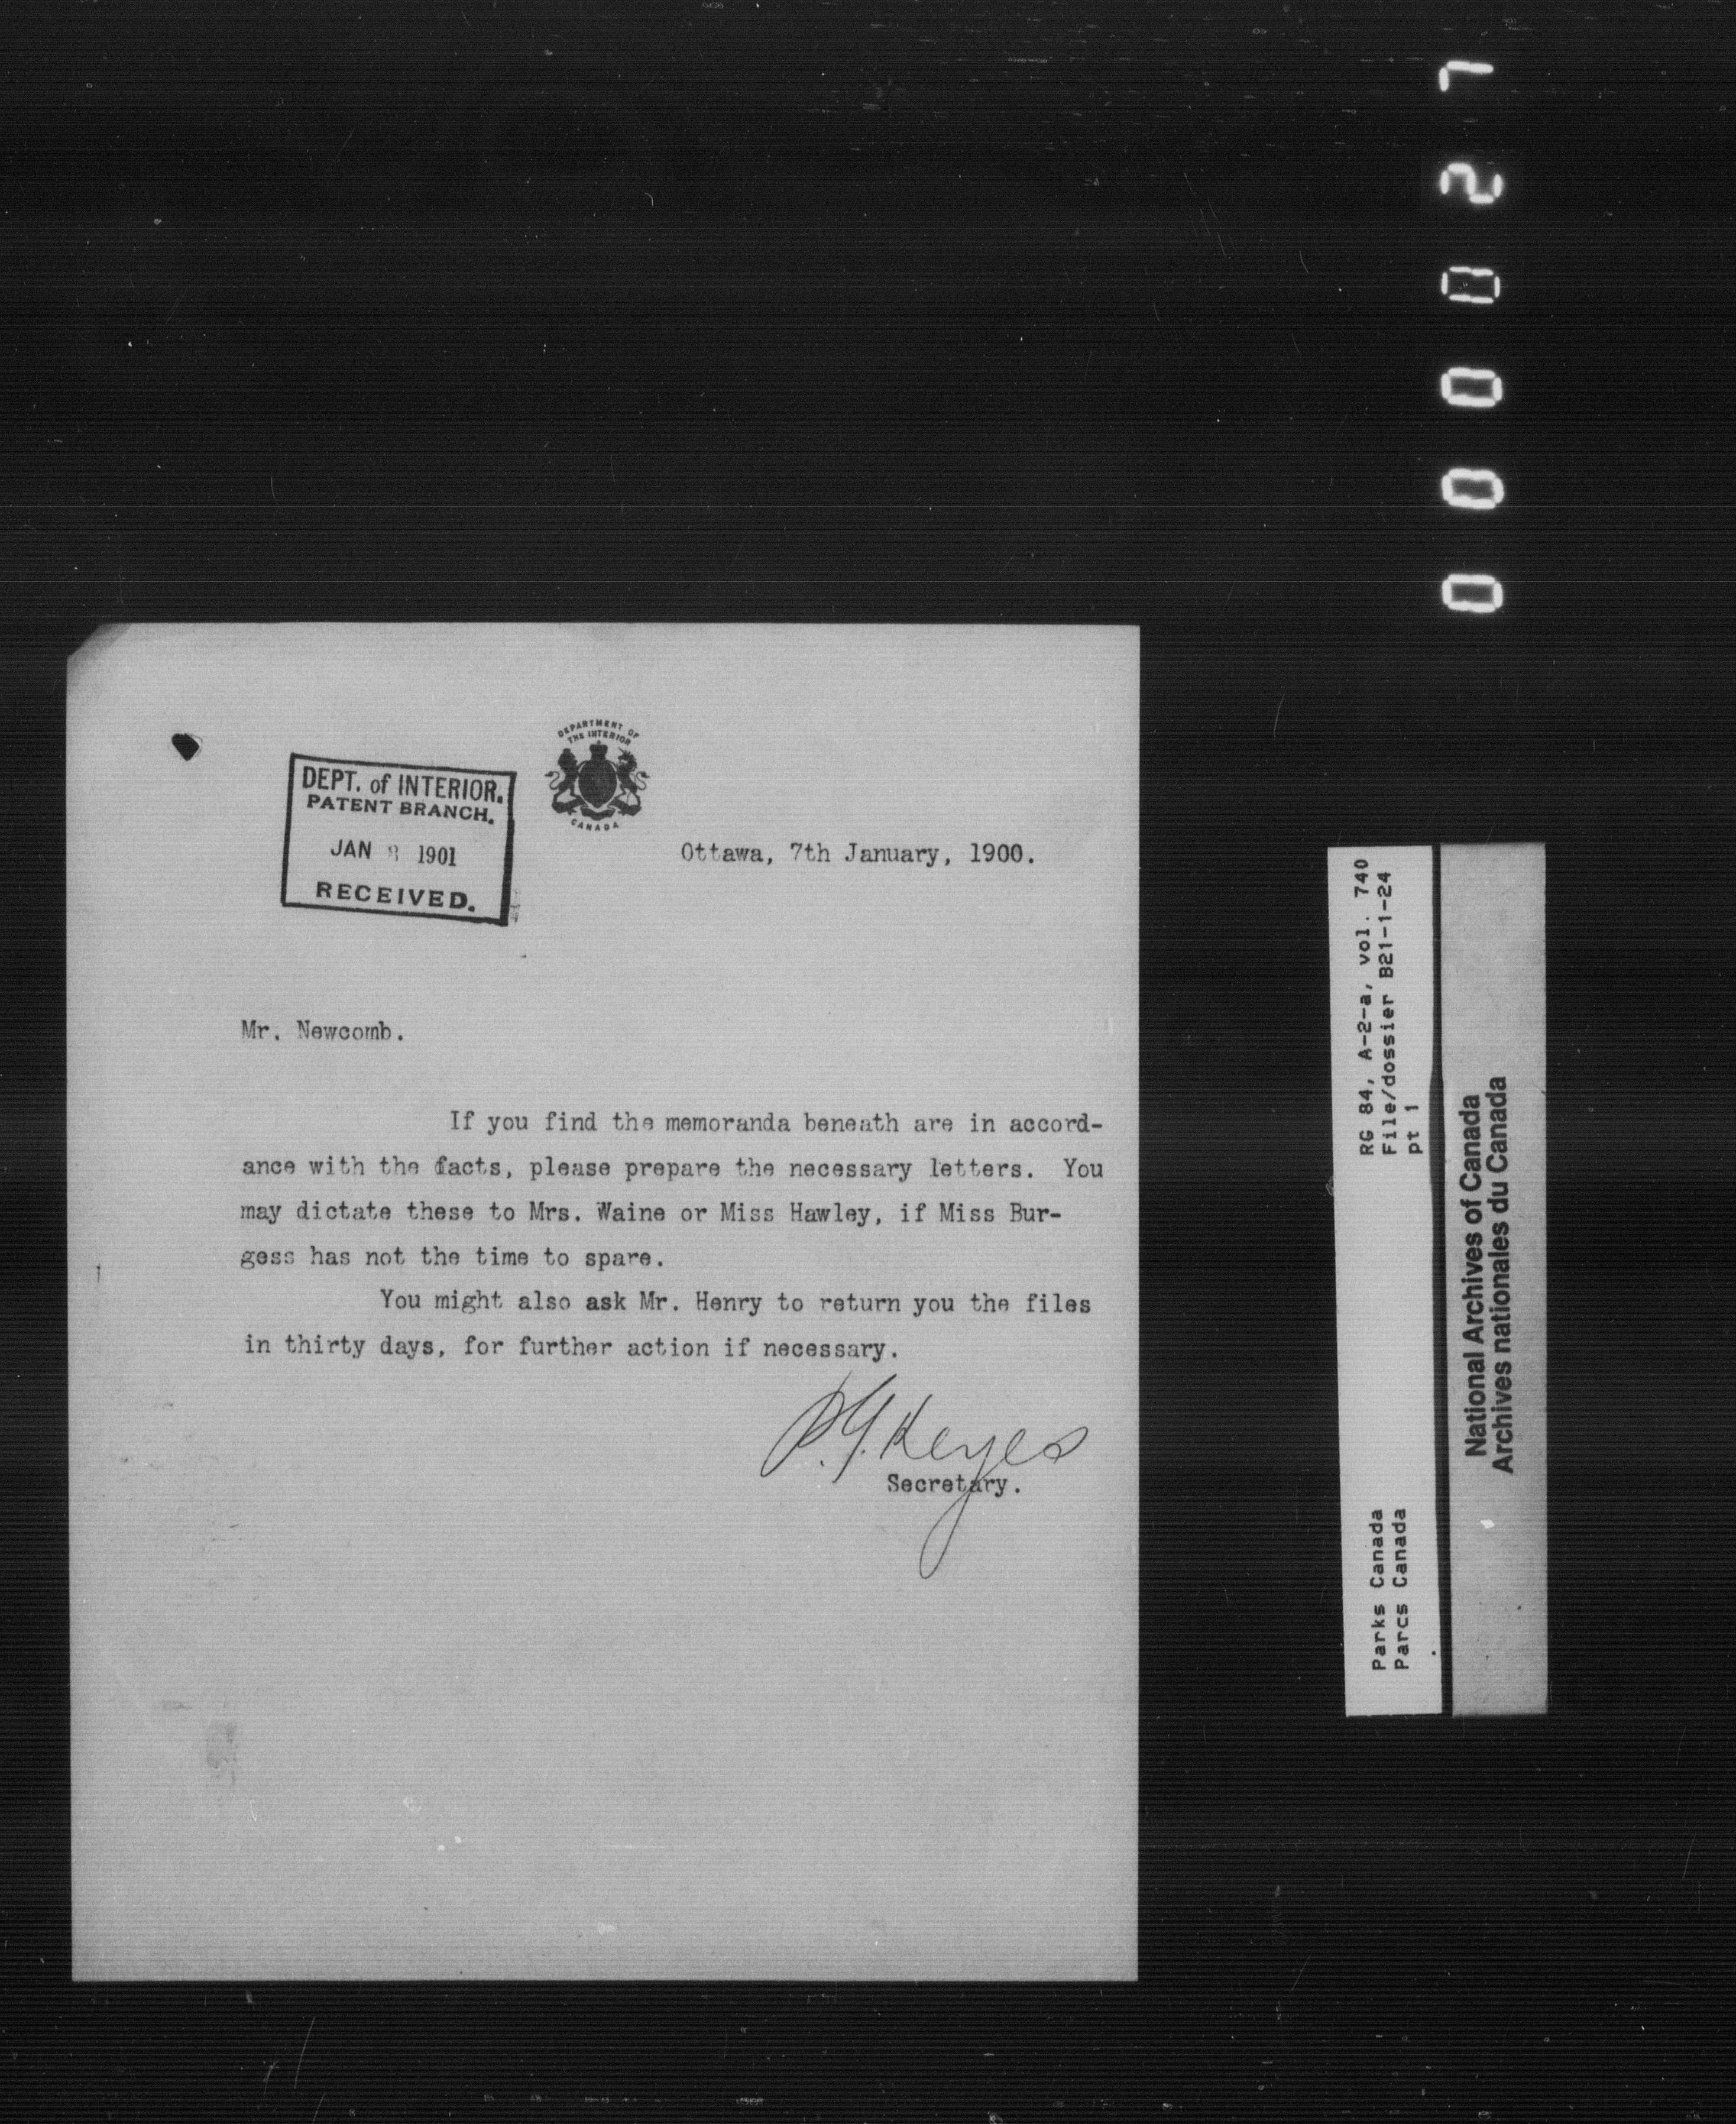 DEPARTMENT OF
THE INTERIOR
CANADA
DEPT. of INTERIOR.
PATENT BRANCH.
JAN 8 1901
RECEIVED.
Ottawa, 7th January, 1900.
Mr. Newcomb.
If you find the memoranda beneath are in accord-
ance with the facts, please prepare the necessary letters. You
may dictate these to Mrs. Waine or Miss Hawley, if Miss Bur-
gess has not the time to spare.
You might also ask Mr. Henry to return you the files
in thirty days, for further action if necessary.
P.G. Keyes
Secretary.
000027
RG 84, A-2-a, vol. 740
File/dossier B21-1-24
pt 1
Parks Canada
Parcs Canada
National Archives of Canada
Archives nationales du Canada